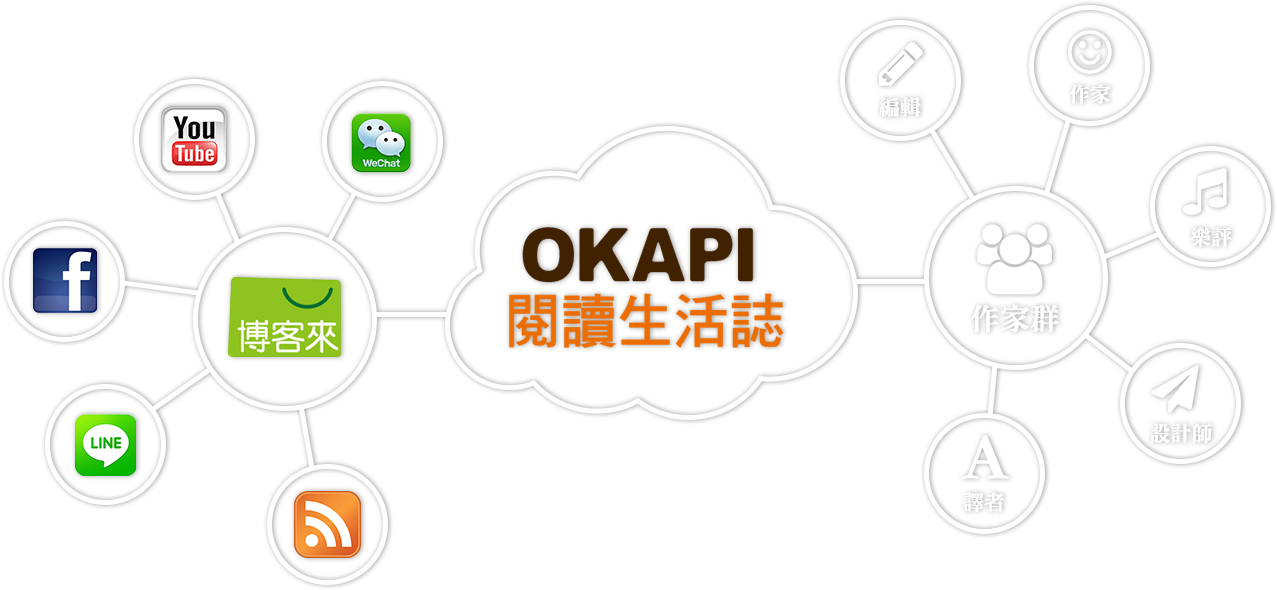 You
Tube
WeChat
f
博客來
LINE
OKAPI
閱讀生活誌
編輯
作家
樂評
作家群
設計師
A
譯者